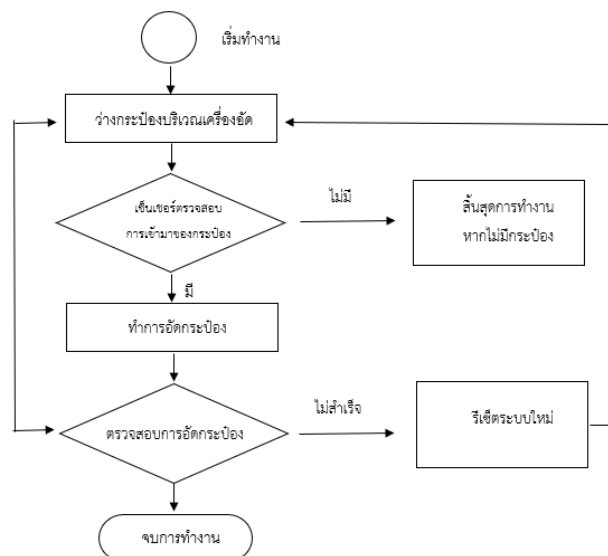 เริ่มทำงาน
ว่างกระป๋องบริเวณเครื่องอัด
เซ็นเซอร์ตรวจสอบ
การเข้ามาของกระป๋อง
ไม่มี
สิ้นสุดการทำงาน
หากไม่มีกระป๋อง
มี
ทำการอัดกระป๋อง
ไม่สำเร็จ
ตรวจสอบการอัดกระป๋อง
รีเซ็ตระบบใหม่
จบการทำงาน